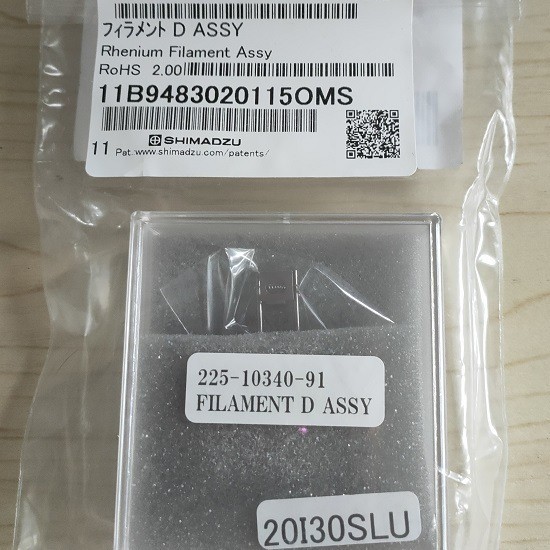 フィラメント D ASSY
Rhenium Filament Assy
RoHS 2.00
11B9483020115OMS
SHIMADZU
11 Pat.:www.shimadzu.com/patents/
225-10340-91
FILAMENT D ASSY
20I30SLU